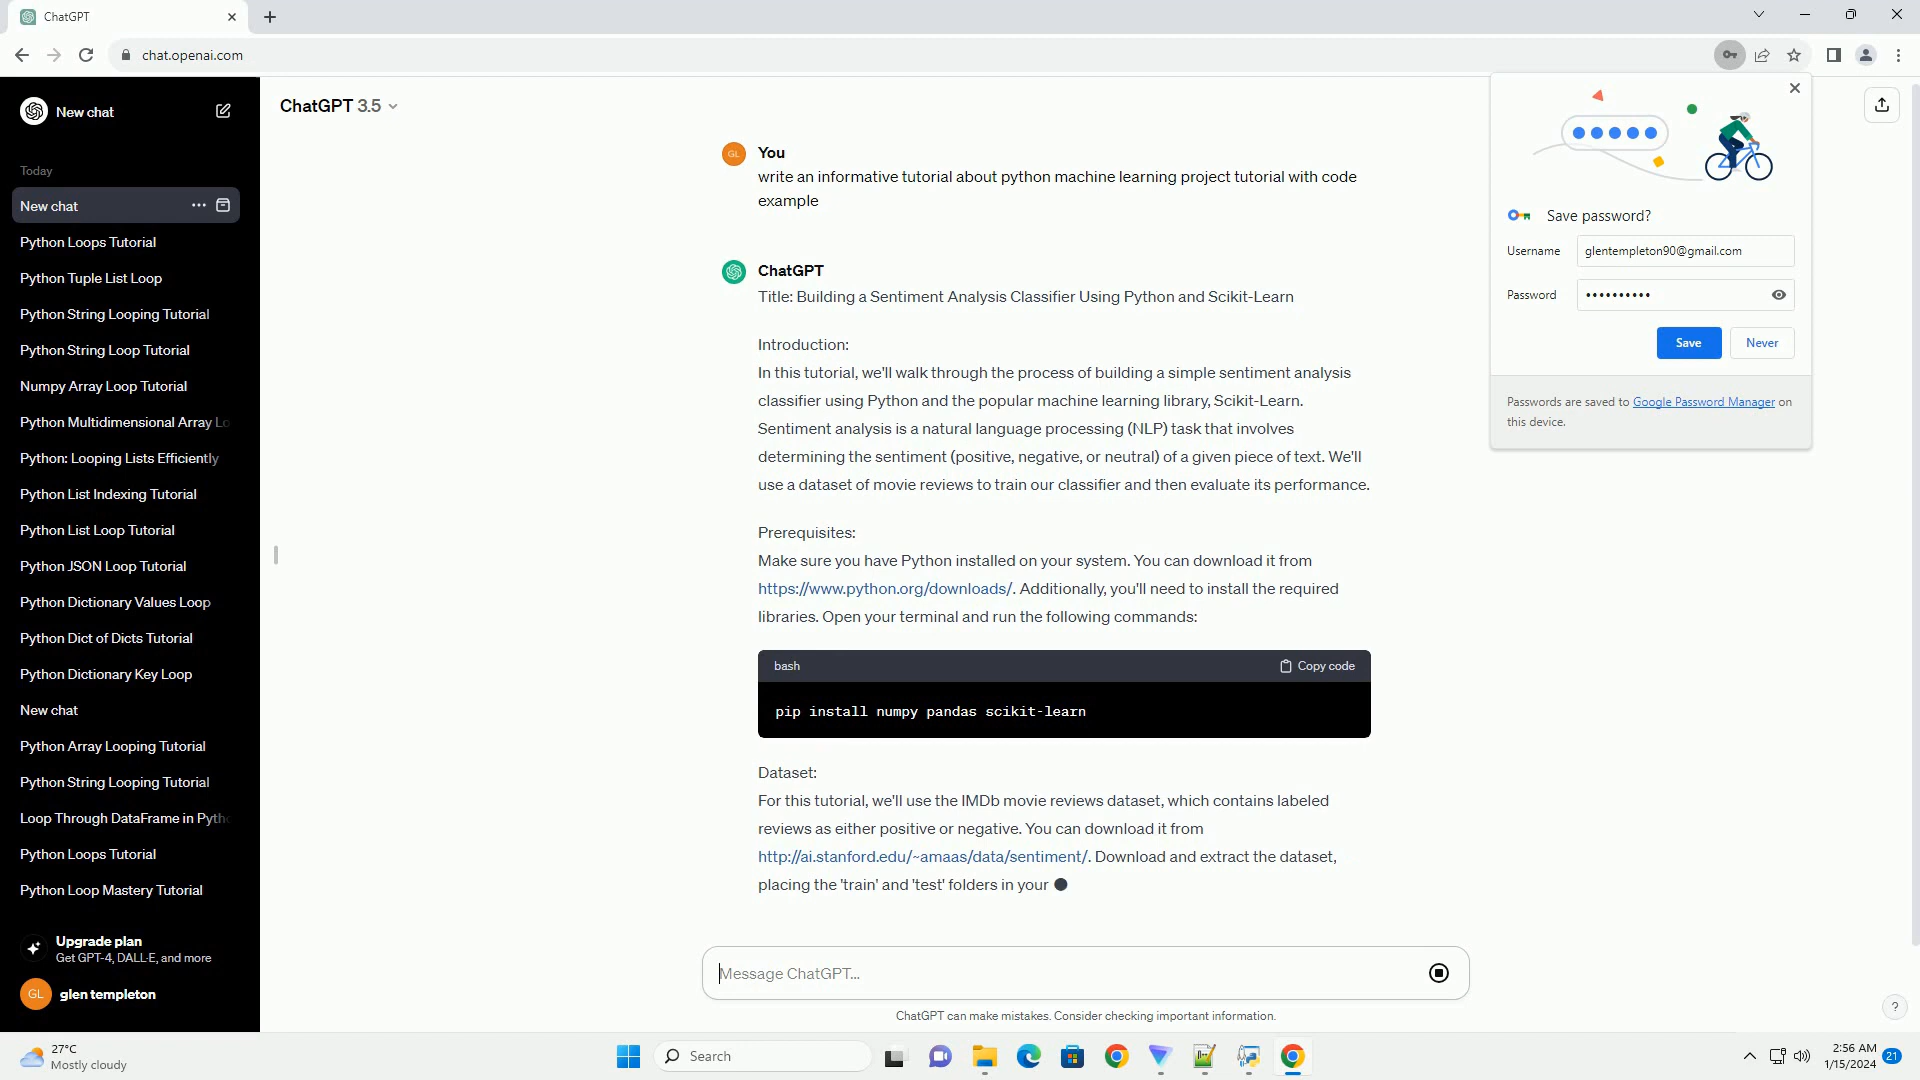 ChatGPT
chat.openai.com
New chat
Today
New chat
Python Loops Tutorial
Python Tuple List Loop
Python String Looping Tutorial
Python String Loop Tutorial
Numpy Array Loop Tutorial
Python Multidimensional Array Lo
Python: Looping Lists Efficiently
Python List Indexing Tutorial
Python List Loop Tutorial
Python JSON Loop Tutorial
Python Dictionary Values Loop
Python Dict of Dicts Tutorial
Python Dictionary Key Loop
New chat
Python Array Looping Tutorial
Python String Looping Tutorial
Loop Through DataFrame in Pytho
Python Loops Tutorial
Python Loop Mastery Tutorial
Upgrade plan
Get GPT-4, DALL·E, and more
GL glen templeton
ChatGPT 3.5
GL You
write an informative tutorial about python machine learning project tutorial with code
example
ChatGPT
Title: Building a Sentiment Analysis Classifier Using Python and Scikit-Learn
Introduction:
In this tutorial, we'll walk through the process of building a simple sentiment analysis
classifier using Python and the popular machine learning library, Scikit-Learn.
Sentiment analysis is a natural language processing (NLP) task that involves
determining the sentiment (positive, negative, or neutral) of a given piece of text. We'll
use a dataset of movie reviews to train our classifier and then evaluate its performance.
Prerequisites:
Make sure you have Python installed on your system. You can download it from
https://www.python.org/downloads/. Additionally, you'll need to install the required
libraries. Open your terminal and run the following commands:
bash Copy code
pip install numpy pandas scikit-learn
Dataset:
For this tutorial, we'll use the IMDb movie reviews dataset, which contains labeled
reviews as either positive or negative. You can download it from
http://ai.stanford.edu/~amaas/data/sentiment/. Download and extract the dataset,
placing the 'train' and 'test' folders in your
Message ChatGPT...
ChatGPT can make mistakes. Consider checking important information.
?
Save password?
Username glentempleton90@gmail.com
Password ••••••••••
Save Never
Passwords are saved to Google Password Manager on
this device.
27°C
Mostly cloudy
Search
2:56 AM
1/15/2024
21